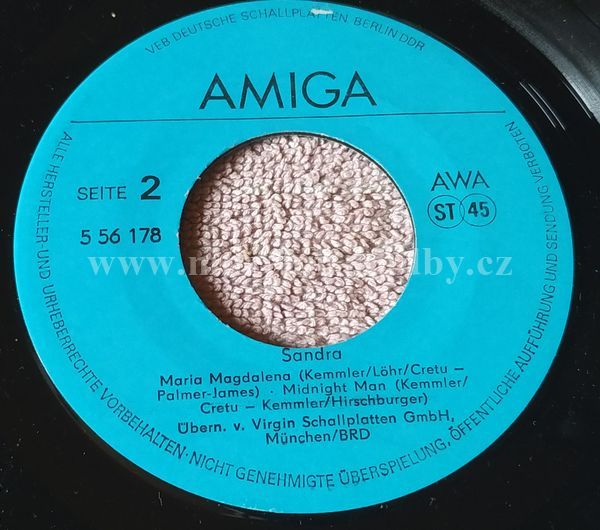 VEB DEUTSCHE SCHALLPLATTEN BERLIN DDR
AMIGA
SEITE 2
5 56 178
AWA
ST 45
Sandra
Maria Magdalena (Kemmler/Löhr/Cretu –
Palmer-James) · Midnight Man (Kemmler/
Cretu – Kemmler/Hirschburger)
Übern. v. Virgin Schallplatten GmbH,
München/BRD
ALLE HERSTELLER- UND URHEBERRECHTE VORBEHALTEN · NICHT GENEHMIGTE ÜBERSPIELUNG, ÖFFENTLICHE AUFFÜHRUNG UND SENDUNG VERBOTEN